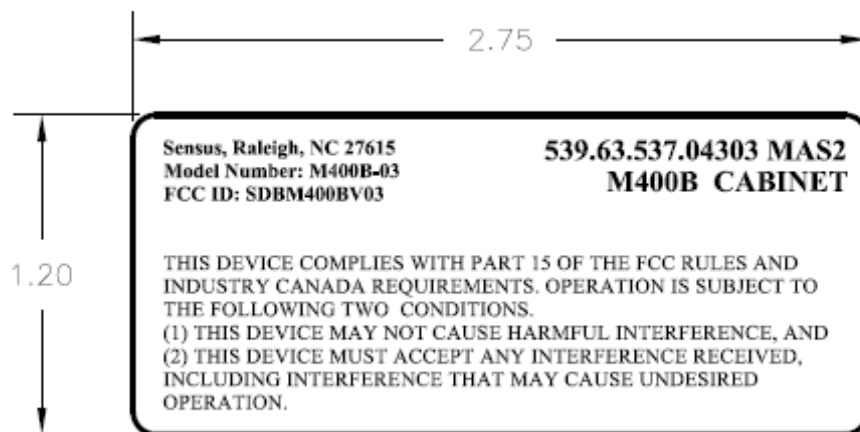 2.75
Sensus, Raleigh, NC 27615
Model Number: M400B-03
FCC ID: SDBM400BV03
539.63.537.04303 MAS2
M400B CABINET
1.20
THIS DEVICE COMPLIES WITH PART 15 OF THE FCC RULES AND
INDUSTRY CANADA REQUIREMENTS. OPERATION IS SUBJECT TO
THE FOLLOWING TWO CONDITIONS.
(1) THIS DEVICE MAY NOT CAUSE HARMFUL INTERFERENCE, AND
(2) THIS DEVICE MUST ACCEPT ANY INTERFERENCE RECEIVED,
INCLUDING INTERFERENCE THAT MAY CAUSE UNDESIRED
OPERATION.